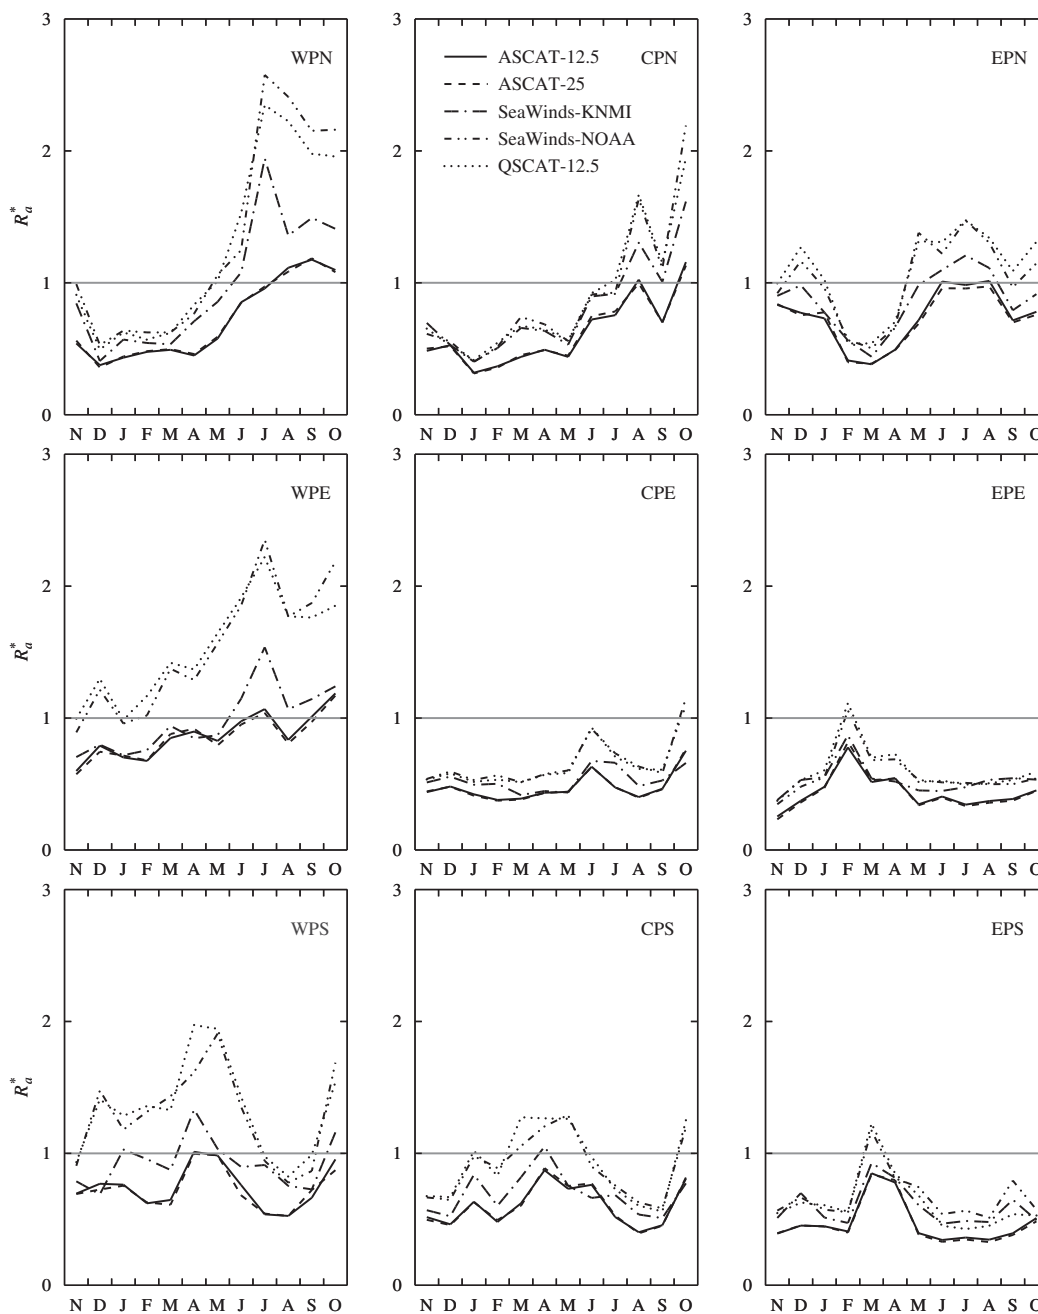 3 WPN
2
R*a
1
0
N D J F M A M J J A S O
3 CPN
ASCAT-12.5
ASCAT-25
SeaWinds-KNMI
SeaWinds-NOAA
QSCAT-12.5
2
1
0
N D J F M A M J J A S O
3 EPN
2
1
0
N D J F M A M J J A S O
3 WPE
2
R*a
1
0
N D J F M A M J J A S O
3 CPE
2
1
0
N D J F M A M J J A S O
3 EPE
2
1
0
N D J F M A M J J A S O
3 WPS
2
R*a
1
0
N D J F M A M J J A S O
3 CPS
2
1
0
N D J F M A M J J A S O
3 EPS
2
1
0
N D J F M A M J J A S O